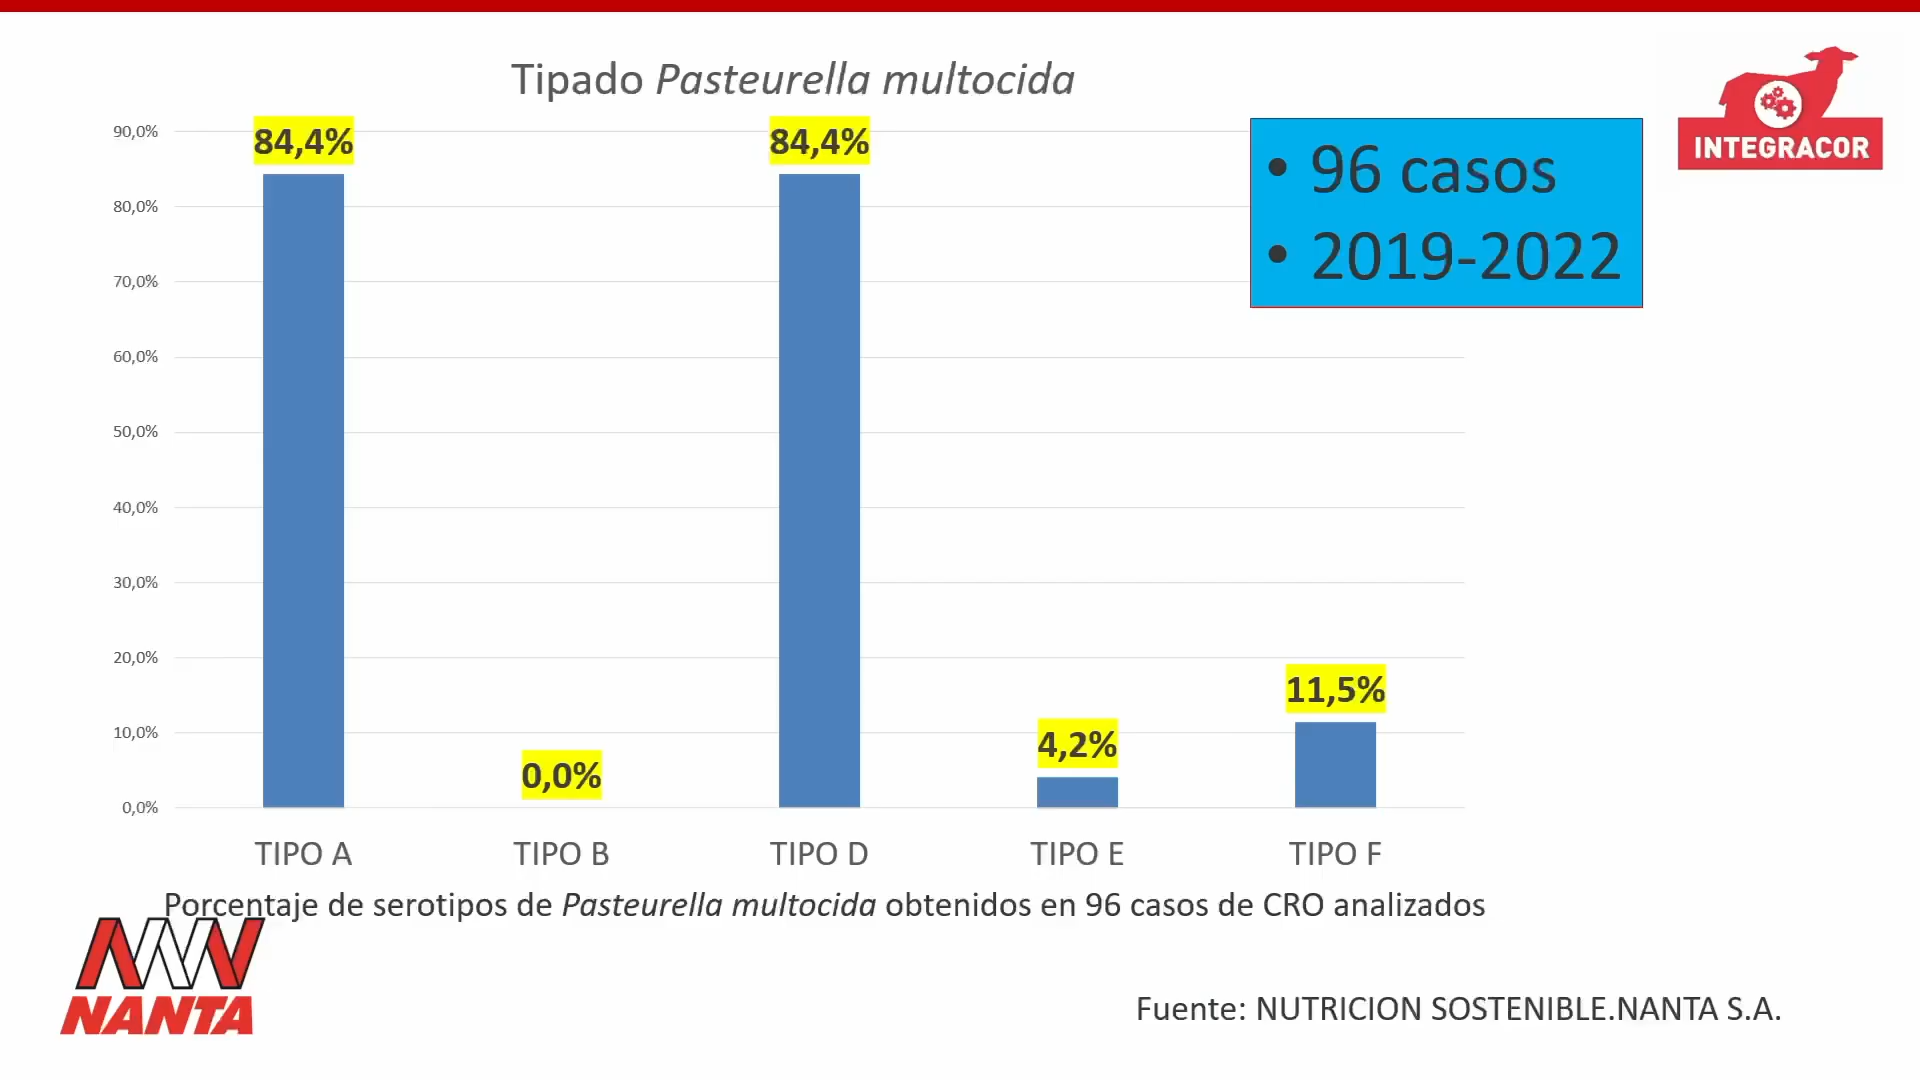 Tipado Pasteurella multocida
INTEGRACOR
• 96 casos
• 2019-2022
90,0%
80,0%
70,0%
60,0%
50,0%
40,0%
30,0%
20,0%
10,0%
0,0%
84,4%
0,0%
84,4%
4,2%
11,5%
TIPO A
TIPO B
TIPO D
TIPO E
TIPO F
Porcentaje de serotipos de Pasteurella multocida obtenidos en 96 casos de CRO analizados
NANTA
Fuente: NUTRICION SOSTENIBLE.NANTA S.A.